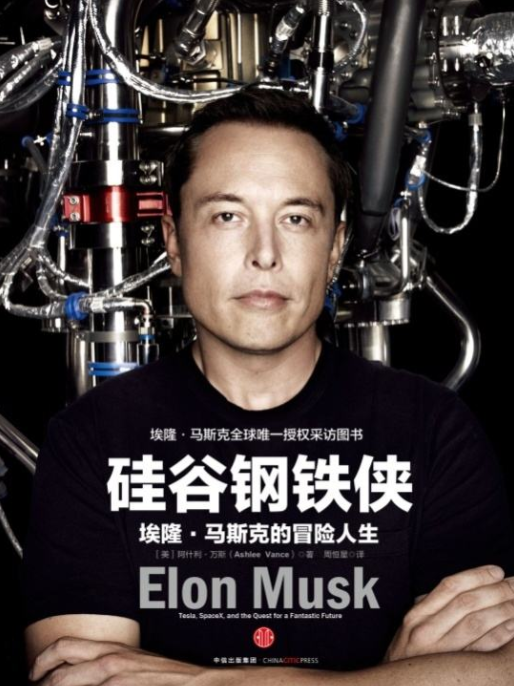 埃隆·马斯克全球唯一授权采访图书
硅谷钢铁侠
埃隆·马斯克的冒险人生
［美］阿什利·万斯（Ashlee Vance）◎著 周恒星◎译
Elon Musk
Tesla, SpaceX, and the Quest for a Fantastic Future
中信出版集团·CHINACITICPRESS